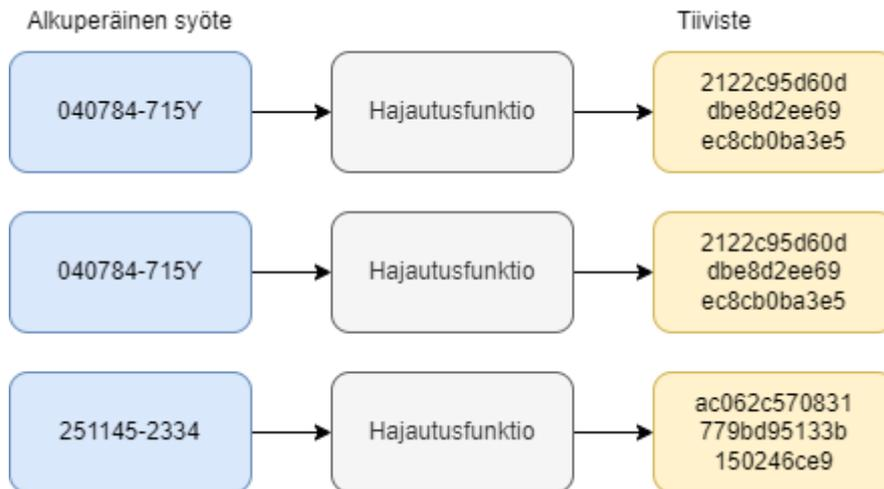 Alkuperäinen syöte
Tiiviste
040784-715Y
Hajautusfunktio
2122c95d60d
dbe8d2ee69
ec8cb0ba3e5
040784-715Y
Hajautusfunktio
2122c95d60d
dbe8d2ee69
ec8cb0ba3e5
251145-2334
Hajautusfunktio
ac062c570831
779bd95133b
150246ce9